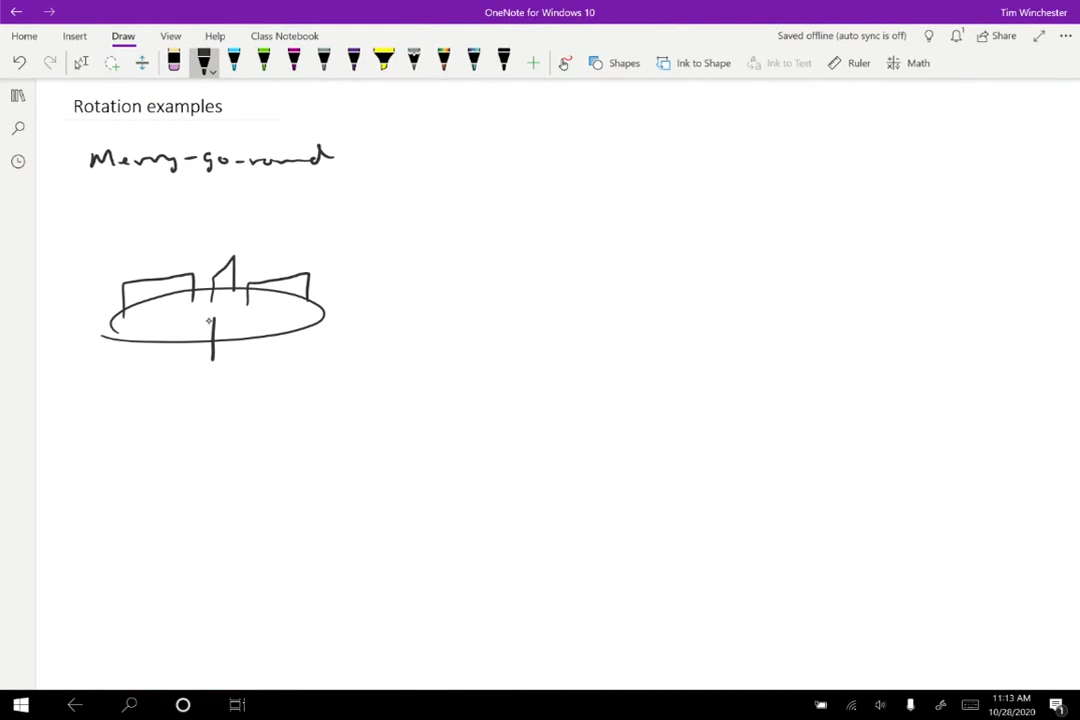 OneNote for Windows 10
Tim Winchester
Home Insert Draw View Help Class Notebook
Saved offline (auto sync is off) 1 Share
Shapes Ink to Shape Ink to Text Ruler Math
Rotation examples
Merry-go-round
11:13 AM
10/28/2020
1